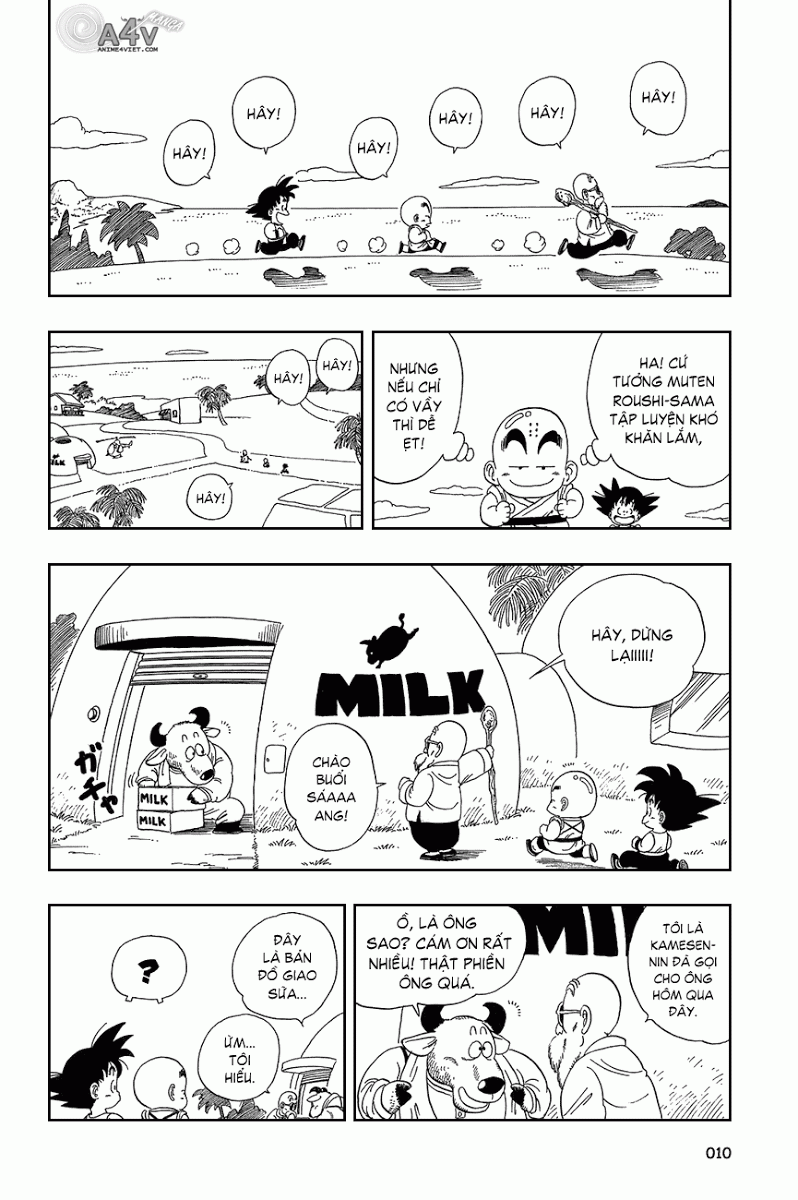 A4V
MANGA
ANIME4VIET.COM
HÂY!
HÂY!
HÂY!
HÂY!
HÂY!
HÂY!
HA! CỨ
TƯỞNG MUTEN
ROUSHI-SAMA
TẬP LUYỆN KHÓ
KHĂN LẮM,
NHƯNG
NẾU CHỈ
CÓ VẦY
THÌ DỄ
ẸT!
HÂY!
HÂY!
HÂY!
MILK
HÂY, DỪNG
LẠIIIIII!
MILK
CHÀO
BUỔI
SÁAAA
ANG!
ガチャ
MILK
MILK
TÔI LÀ
KAMESEN-
NIN ĐÃ GỌI
CHO ÔNG
HÔM QUA
ĐÂY.
Ồ, LÀ ÔNG
SAO? CÁM ƠN RẤT
NHIỀU! THẬT PHIỀN
ÔNG QUÁ.
MI
ĐÂY
LÀ BẢN
ĐỒ GIAO
SỮA...
ỪM...
TÔI
HIỂU.
?
010